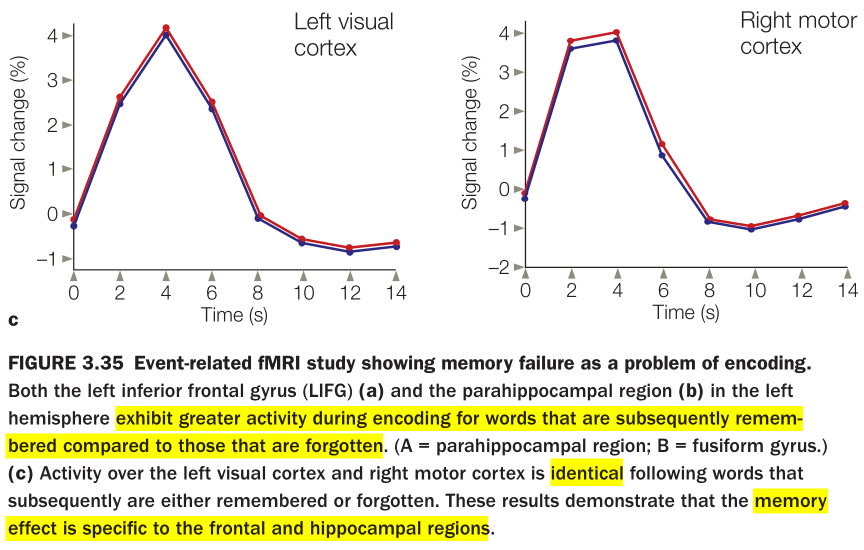 Left visual
cortex
Signal change (%)
4
3
2
1
0
–1
0 2 4 6 8 10 12 14
Time (s)
Right motor
cortex
Signal change (%)
4
3
2
1
0
–1
–2
0 2 4 6 8 10 12 14
Time (s)
c
FIGURE 3.35 Event-related fMRI study showing memory failure as a problem of encoding.
Both the left inferior frontal gyrus (LIFG) (a) and the parahippocampal region (b) in the left
hemisphere exhibit greater activity during encoding for words that are subsequently remem-
bered compared to those that are forgotten. (A = parahippocampal region; B = fusiform gyrus.)
(c) Activity over the left visual cortex and right motor cortex is identical following words that
subsequently are either remembered or forgotten. These results demonstrate that the memory
effect is specific to the frontal and hippocampal regions.